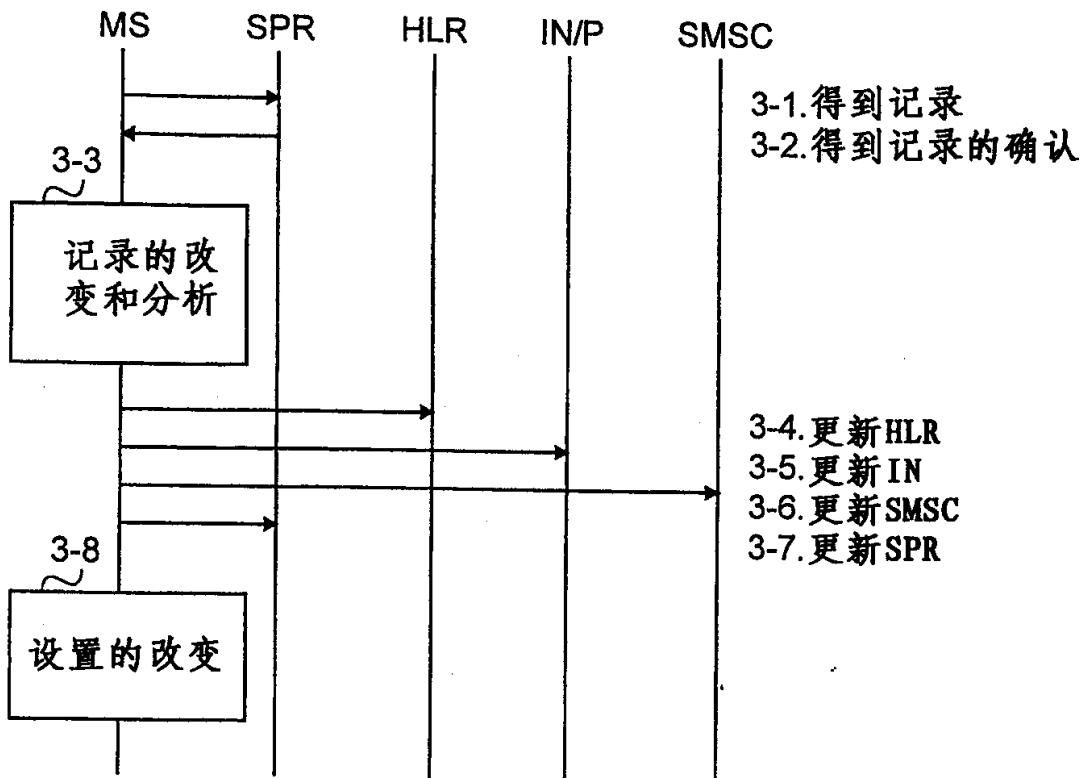 MS SPR HLR IN/P SMSC
3-1.得到记录
3-2.得到记录的确认
3-3
记录的改
变和分析
3-4.更新HLR
3-5.更新IN
3-6.更新SMSC
3-7.更新SPR
3-8
设置的改变